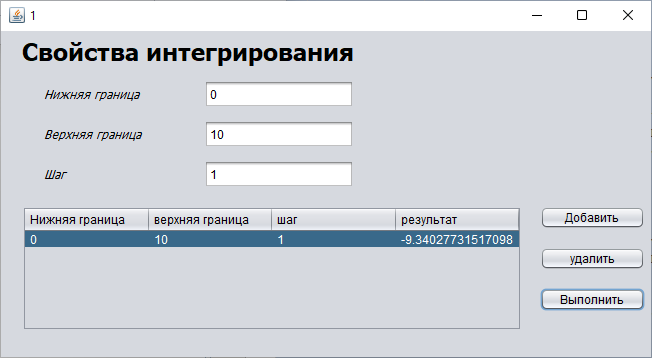 1
Свойства интегрирования
Нижняя граница
0
Верхняя граница
10
Шаг
1
Нижняя граница верхняя граница шаг результат
0 10 1 -9.34027731517098
Добавить
удалить
Выполнить